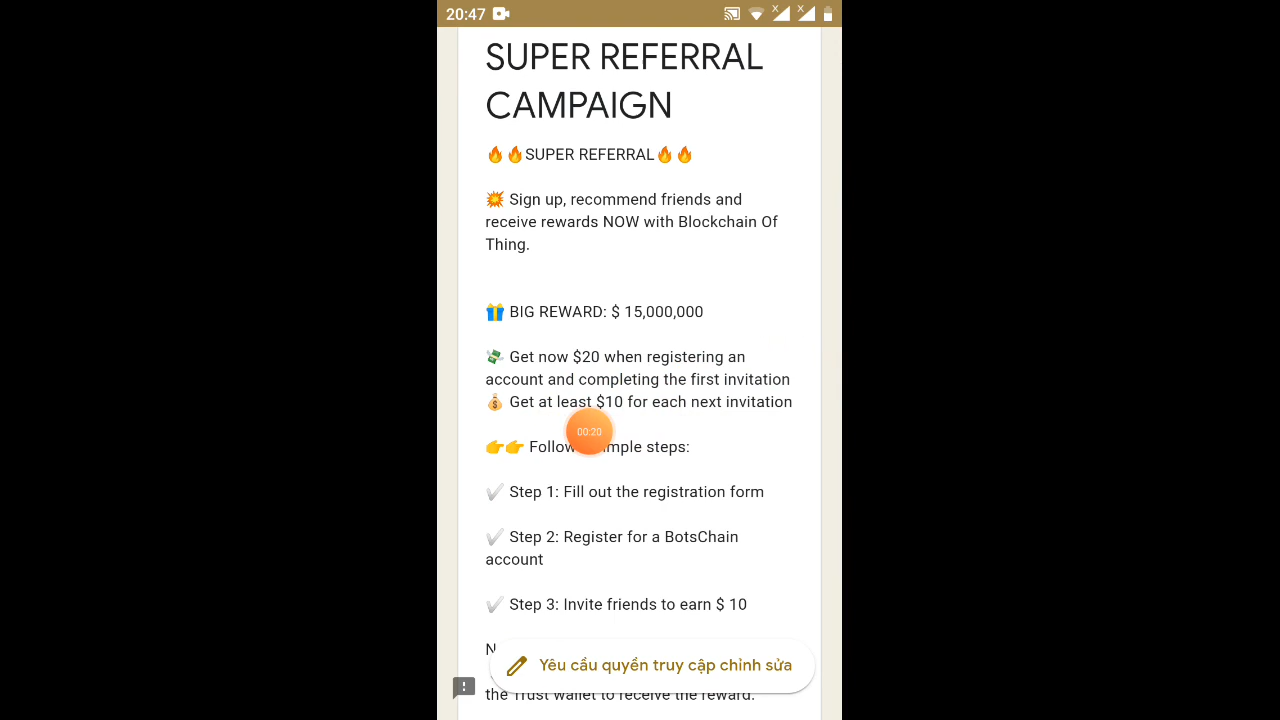 20:47
SUPER REFERRAL
CAMPAIGN
🔥🔥SUPER REFERRAL🔥🔥
💥 Sign up, recommend friends and
receive rewards NOW with Blockchain Of
Thing.
🎁 BIG REWARD: $ 15,000,000
💸 Get now $20 when registering an
account and completing the first invitation
💰 Get at least $10 for each next invitation
00:20
👉👉 Follow simple steps:
✔️ Step 1: Fill out the registration form
✔️ Step 2: Register for a BotsChain
account
✔️ Step 3: Invite friends to earn $ 10
Yêu cầu quyền truy cập chỉnh sửa
the Trust wallet to receive the reward.